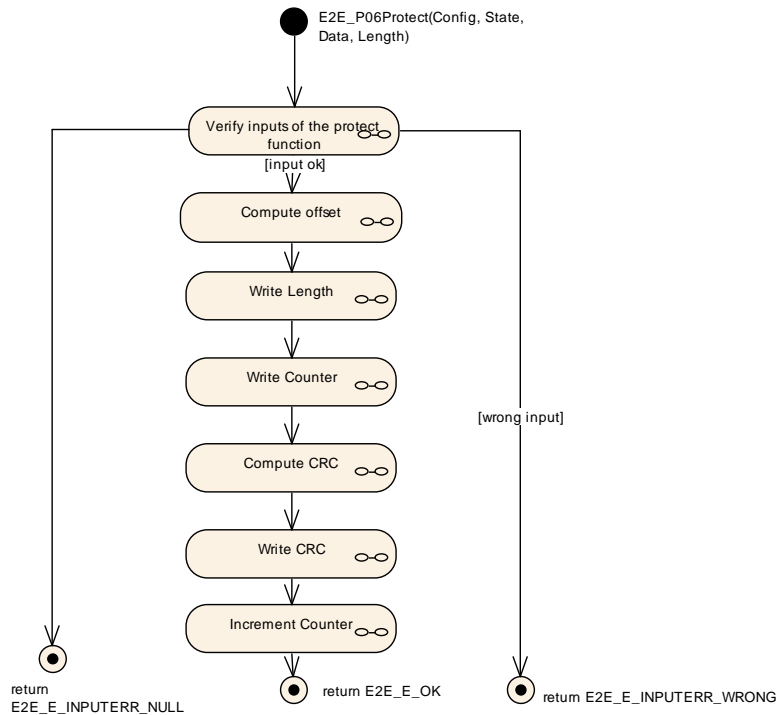 E2E_P06Protect(Config, State,
Data, Length)
Verify inputs of the protect
function
[input ok]
Compute offset
Write Length
Write Counter
[wrong input]
Compute CRC
Write CRC
Increment Counter
return
E2E_E_INPUTERR_NULL
return E2E_E_OK
return E2E_E_INPUTERR_WRONG